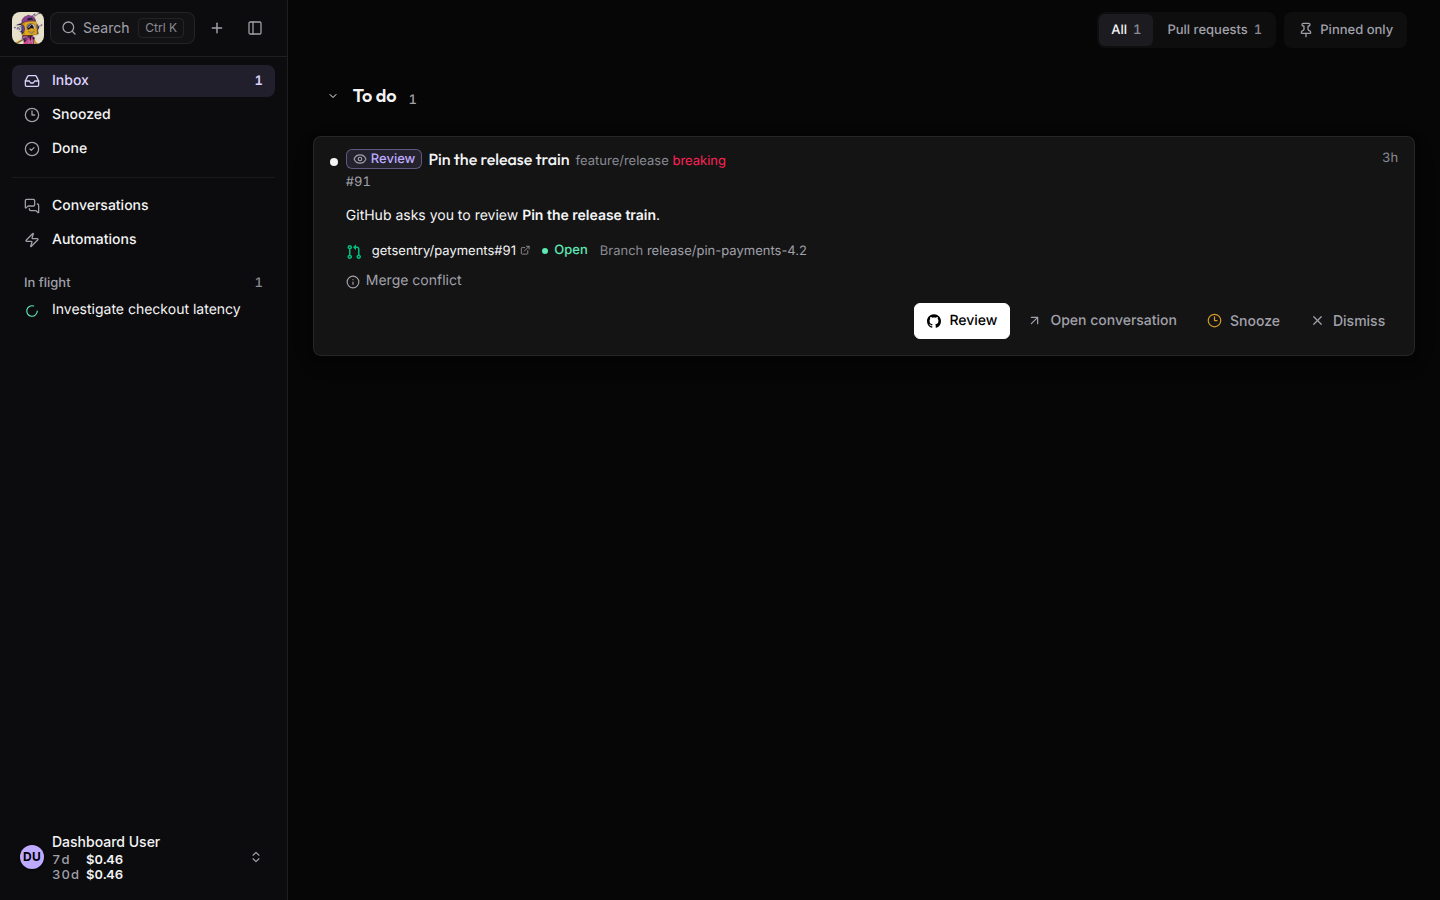 Search Ctrl K
All 1 Pull requests 1 Pinned only
Inbox 1
Snoozed
Done
Conversations
Automations
In flight 1
Investigate checkout latency
To do 1
Review Pin the release train feature/release breaking 3h
#91
GitHub asks you to review Pin the release train.
getsentry/payments#91 Open Branch release/pin-payments-4.2
Merge conflict
Review Open conversation Snooze Dismiss
DU Dashboard User
7d $0.46
30d $0.46